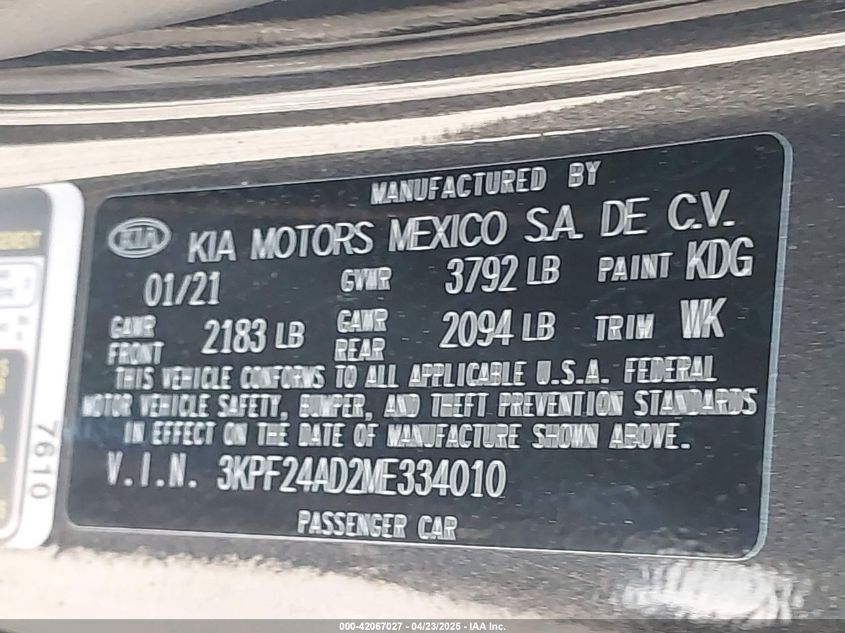 MANUFACTURED BY
KIA KIA MOTORS MEXICO S.A. DE C.V.
01/21 GVWR 3792 LB PAINT KDG
GAWR FRONT 2183 LB GAWR REAR 2094 LB TRIM WK
THIS VEHICLE CONFORMS TO ALL APPLICABLE U.S.A. FEDERAL
MOTOR VEHICLE SAFETY, BUMPER, AND THEFT PREVENTION STANDARDS
IN EFFECT ON THE DATE OF MANUFACTURE SHOWN ABOVE.
V.I.N. 3KPF24AD2ME334010
PASSENGER CAR
7610
000-42067027 - 04/23/2025 - IAA Inc.